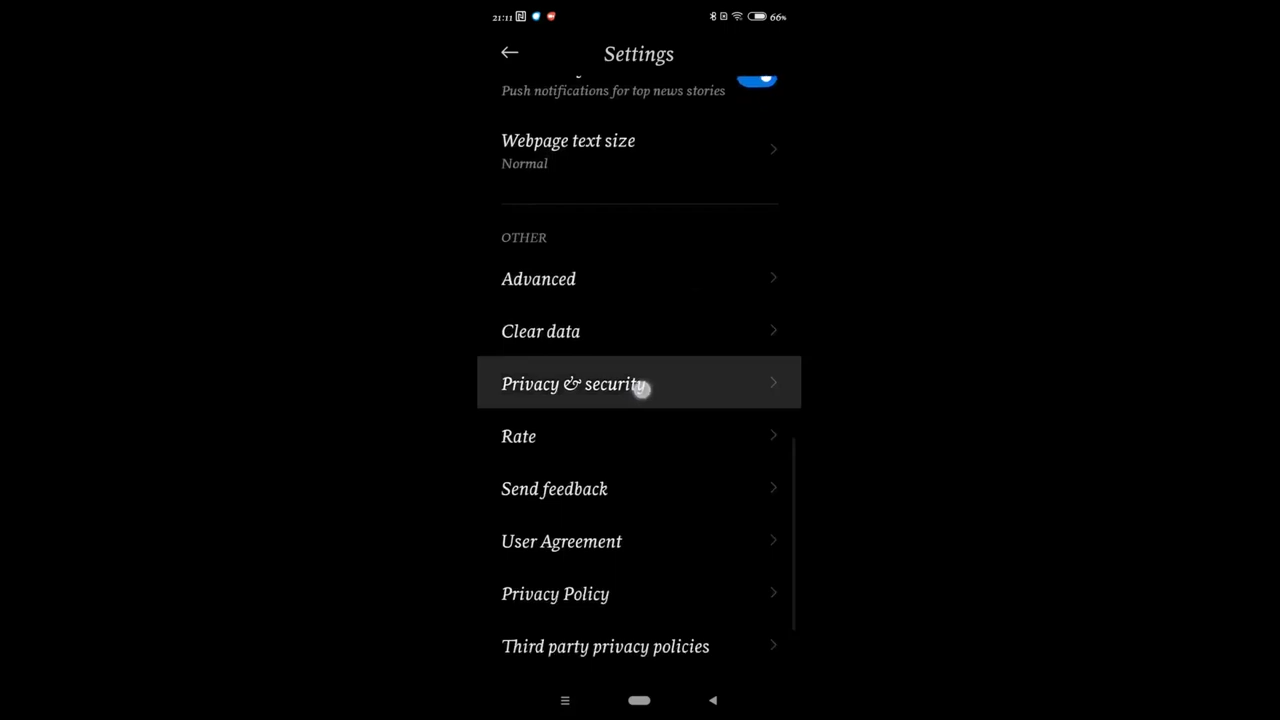 21:11
66%
Settings
Push notifications for top news stories
Webpage text size
Normal
OTHER
Advanced
Clear data
Privacy & security
Rate
Send feedback
User Agreement
Privacy Policy
Third party privacy policies